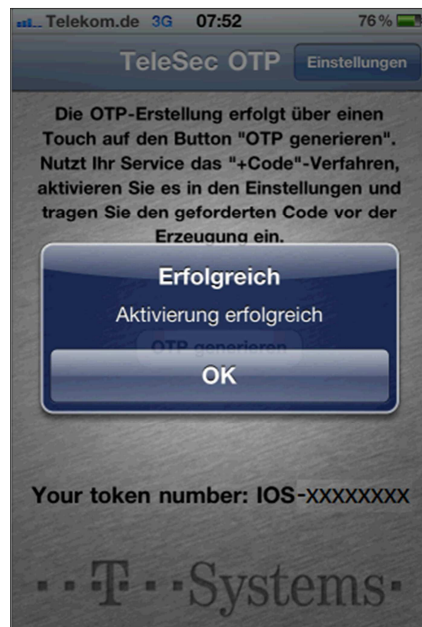 Telekom.de 3G 07:52 76 %
TeleSec OTP Einstellungen
Die OTP-Erstellung erfolgt über einen
Touch auf den Button "OTP generieren".
Nutzt Ihr Service das "+Code"-Verfahren,
aktivieren Sie es in den Einstellungen und
tragen Sie den geforderten Code vor der
Erzeugung ein.
Erfolgreich
Aktivierung erfolgreich
OTP generieren
OK
Your token number: IOS-XXXXXXXX
··T··Systems·